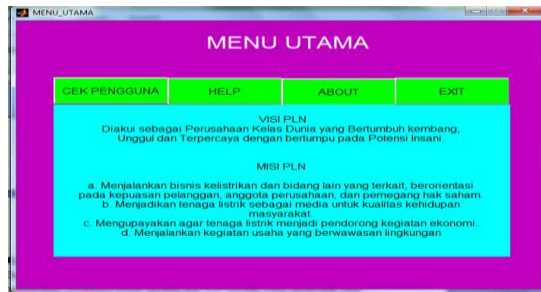 MENU_UTAMA
MENU UTAMA
CEK PENGGUNA HELP ABOUT EXIT
VISI PLN
Diakui sebagai Perusahaan Kelas Dunia yang Bertumbuh kembang,
Unggul dan Terpercaya dengan bertumpu pada Potensi Insani.
MISI PLN
a. Menjalankan bisnis kelistrikan dan bidang lain yang terkait, berorientasi
pada kepuasan pelanggan, anggota perusahaan, dan pemegang hak saham.
b. Menjadikan tenaga listrik sebagai media untuk kualitas kehidupan
masyarakat
c. Mengupayakan agar tenaga listrik menjadi pendorong kegiatan ekonomi.
d. Menjalankan kegiatan usaha yang berwawasan lingkungan